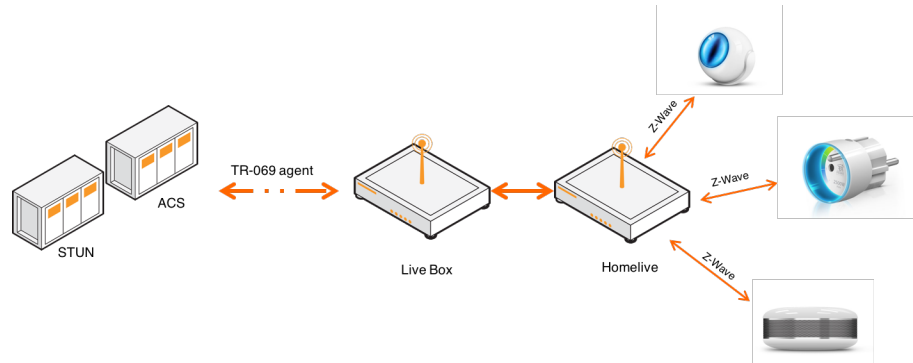 TR-069 agent
ACS
STUN
Live Box
Homelive
Z-Wave
Z-Wave
Z-Wave